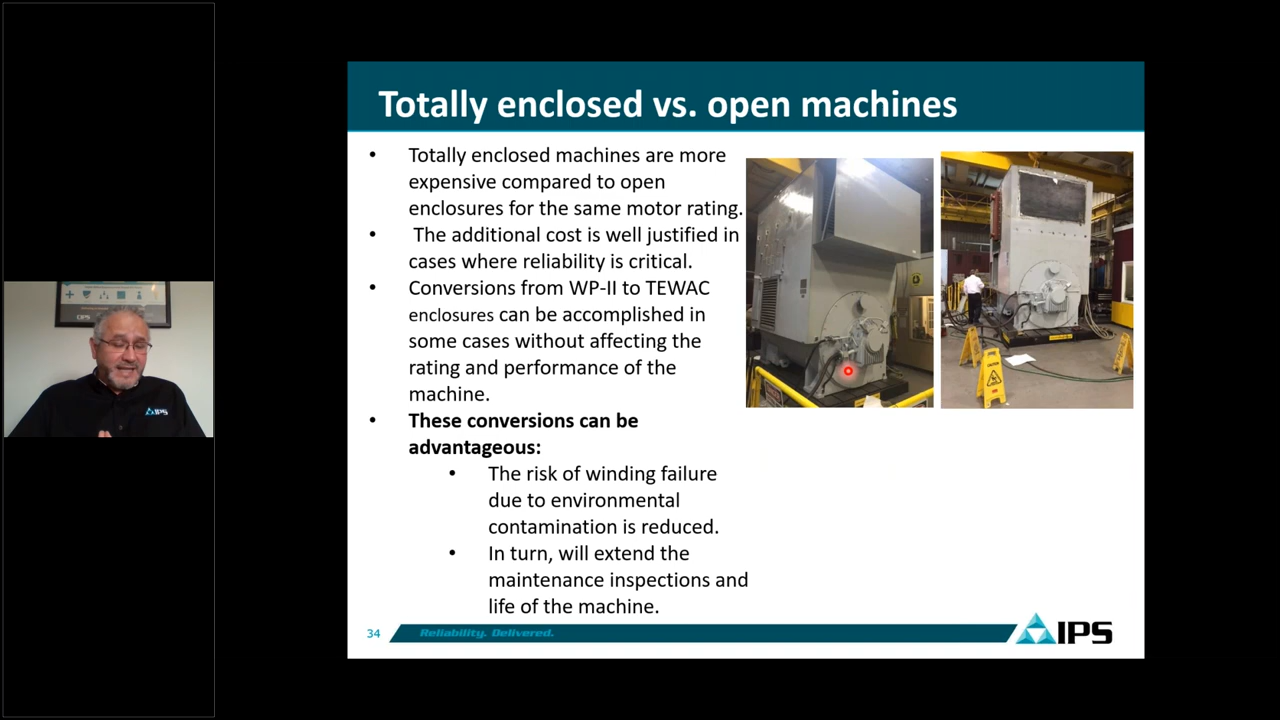 Totally enclosed vs. open machines
• Totally enclosed machines are more
expensive compared to open
enclosures for the same motor rating.
• The additional cost is well justified in
cases where reliability is critical.
• Conversions from WP-II to TEWAC
enclosures can be accomplished in
some cases without affecting the
rating and performance of the
machine.
• These conversions can be
advantageous:
• The risk of winding failure
due to environmental
contamination is reduced.
• In turn, will extend the
maintenance inspections and
life of the machine.
34
Reliability. Delivered.
IPS
IPS
IPS
CAUTION